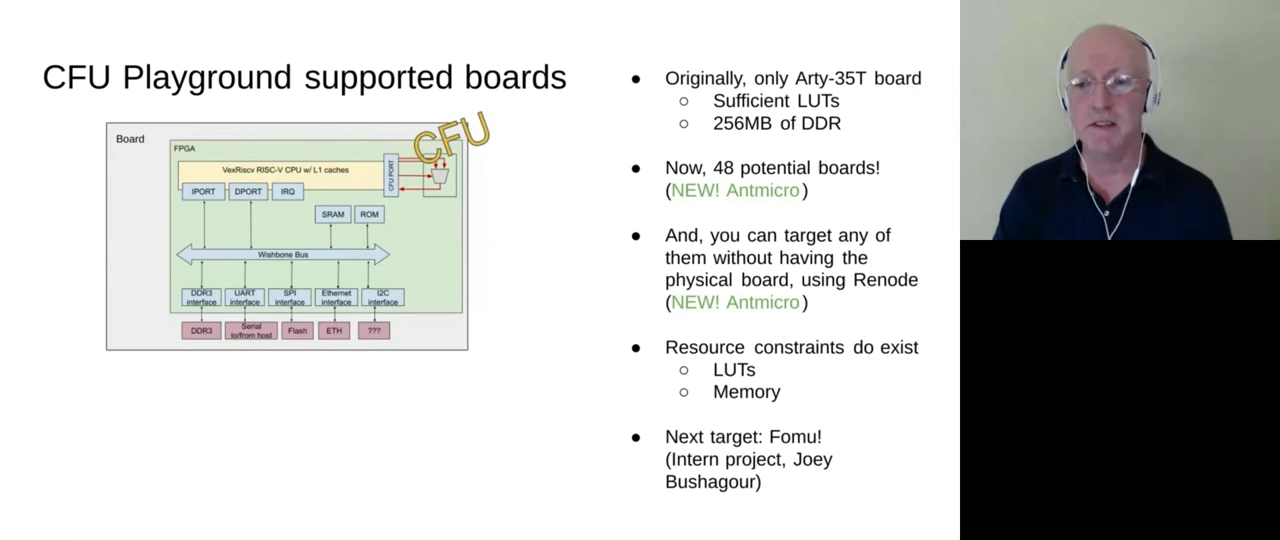 CFU Playground supported boards
Board
FPGA
CFU
VexRiscv RISC-V CPU w/ L1 caches
CFU PORT
IPORT
DPORT
IRQ
SRAM
ROM
Wishbone Bus
DDR3
interface
UART
interface
SPI
interface
Ethernet
interface
I2C
interface
DDR3
Serial
to/from host
Flash
ETH
???
● Originally, only Arty-35T board
○ Sufficient LUTs
○ 256MB of DDR
● Now, 48 potential boards!
(NEW! Antmicro)
● And, you can target any of
them without having the
physical board, using Renode
(NEW! Antmicro)
● Resource constraints do exist
○ LUTs
○ Memory
● Next target: Fomu!
(Intern project, Joey
Bushagour)